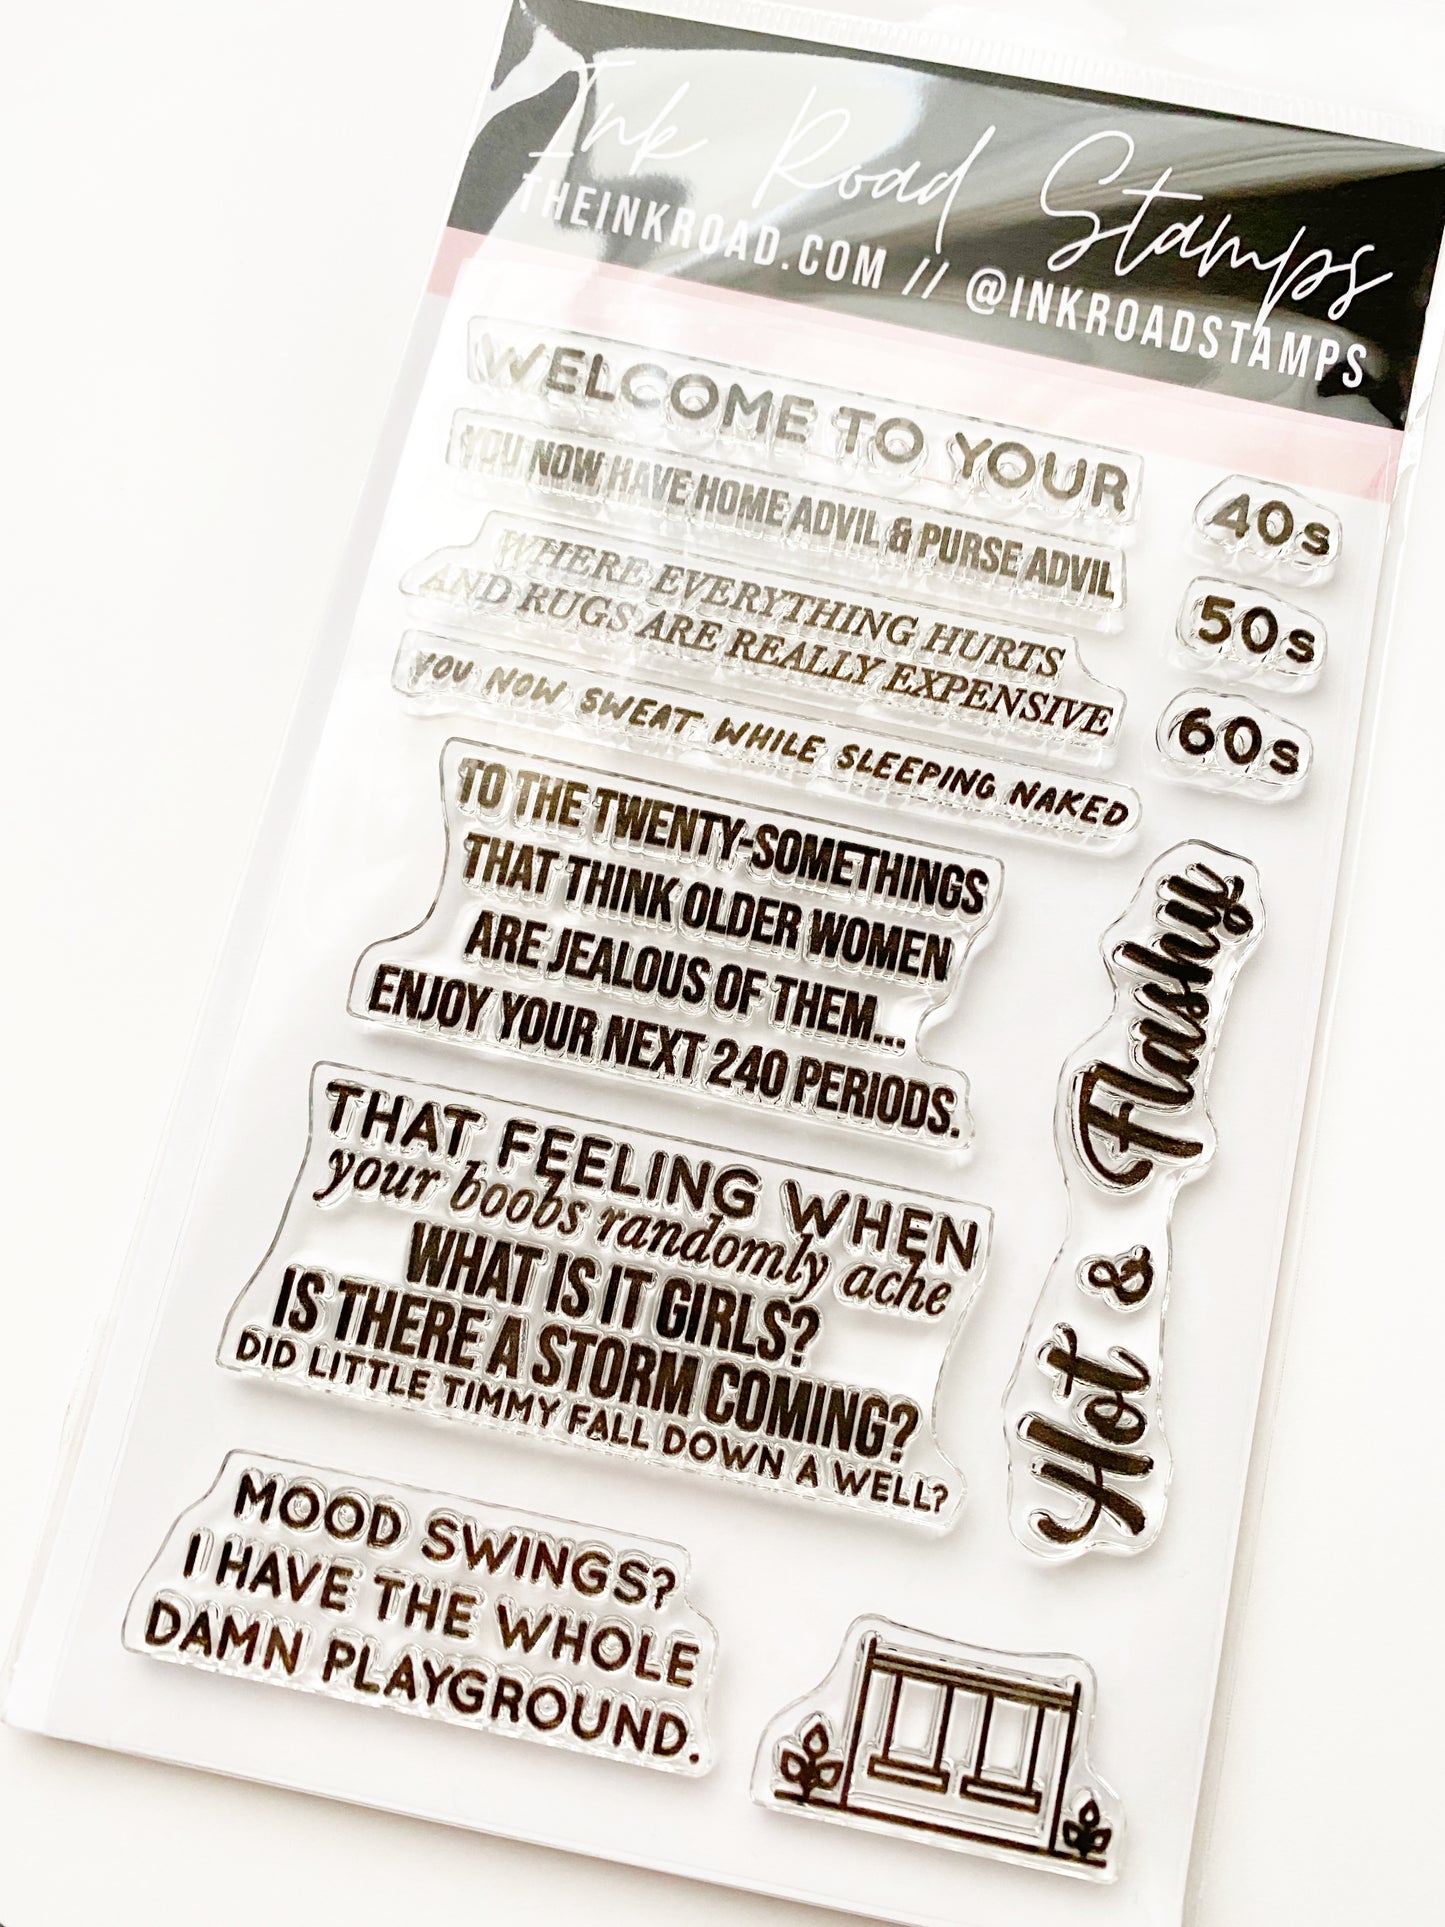 Ink Road Stamps
THEINKROAD.COM // @INKROADSTAMPS
WELCOME TO YOUR
YOU NOW HAVE HOME ADVIL & PURSE ADVIL
WHERE EVERYTHING HURTS
AND RUGS ARE REALLY EXPENSIVE
YOU NOW SWEAT WHILE SLEEPING NAKED
40s
50s
60s
TO THE TWENTY-SOMETHINGS
THAT THINK OLDER WOMEN
ARE JEALOUS OF THEM...
ENJOY YOUR NEXT 240 PERIODS.
Hot & Flashy
THAT FEELING WHEN
your boobs randomly ache
WHAT IS IT GIRLS?
IS THERE A STORM COMING?
DID LITTLE TIMMY FALL DOWN A WELL?
MOOD SWINGS?
I HAVE THE WHOLE
DAMN PLAYGROUND.